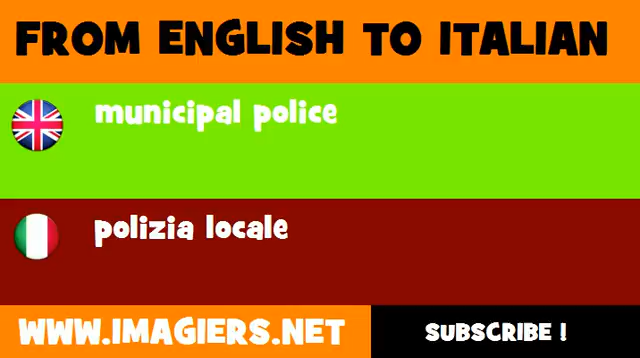 FROM ENGLISH TO ITALIAN
municipal police
polizia locale
WWW.IMAGIERS.NET
SUBSCRIBE !